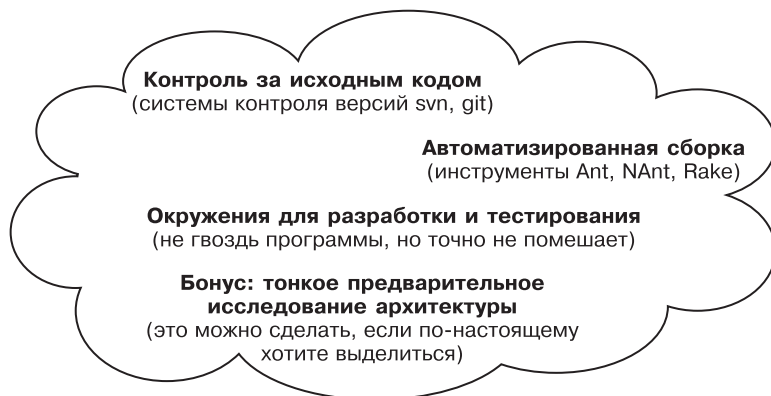 Контроль за исходным кодом
(системы контроля версий svn, git)
Автоматизированная сборка
(инструменты Ant, NAnt, Rake)
Окружения для разработки и тестирования
(не гвоздь программы, но точно не помешает)
Бонус: тонкое предварительное
исследование архитектуры
(это можно сделать, если по-настоящему
хотите выделиться)